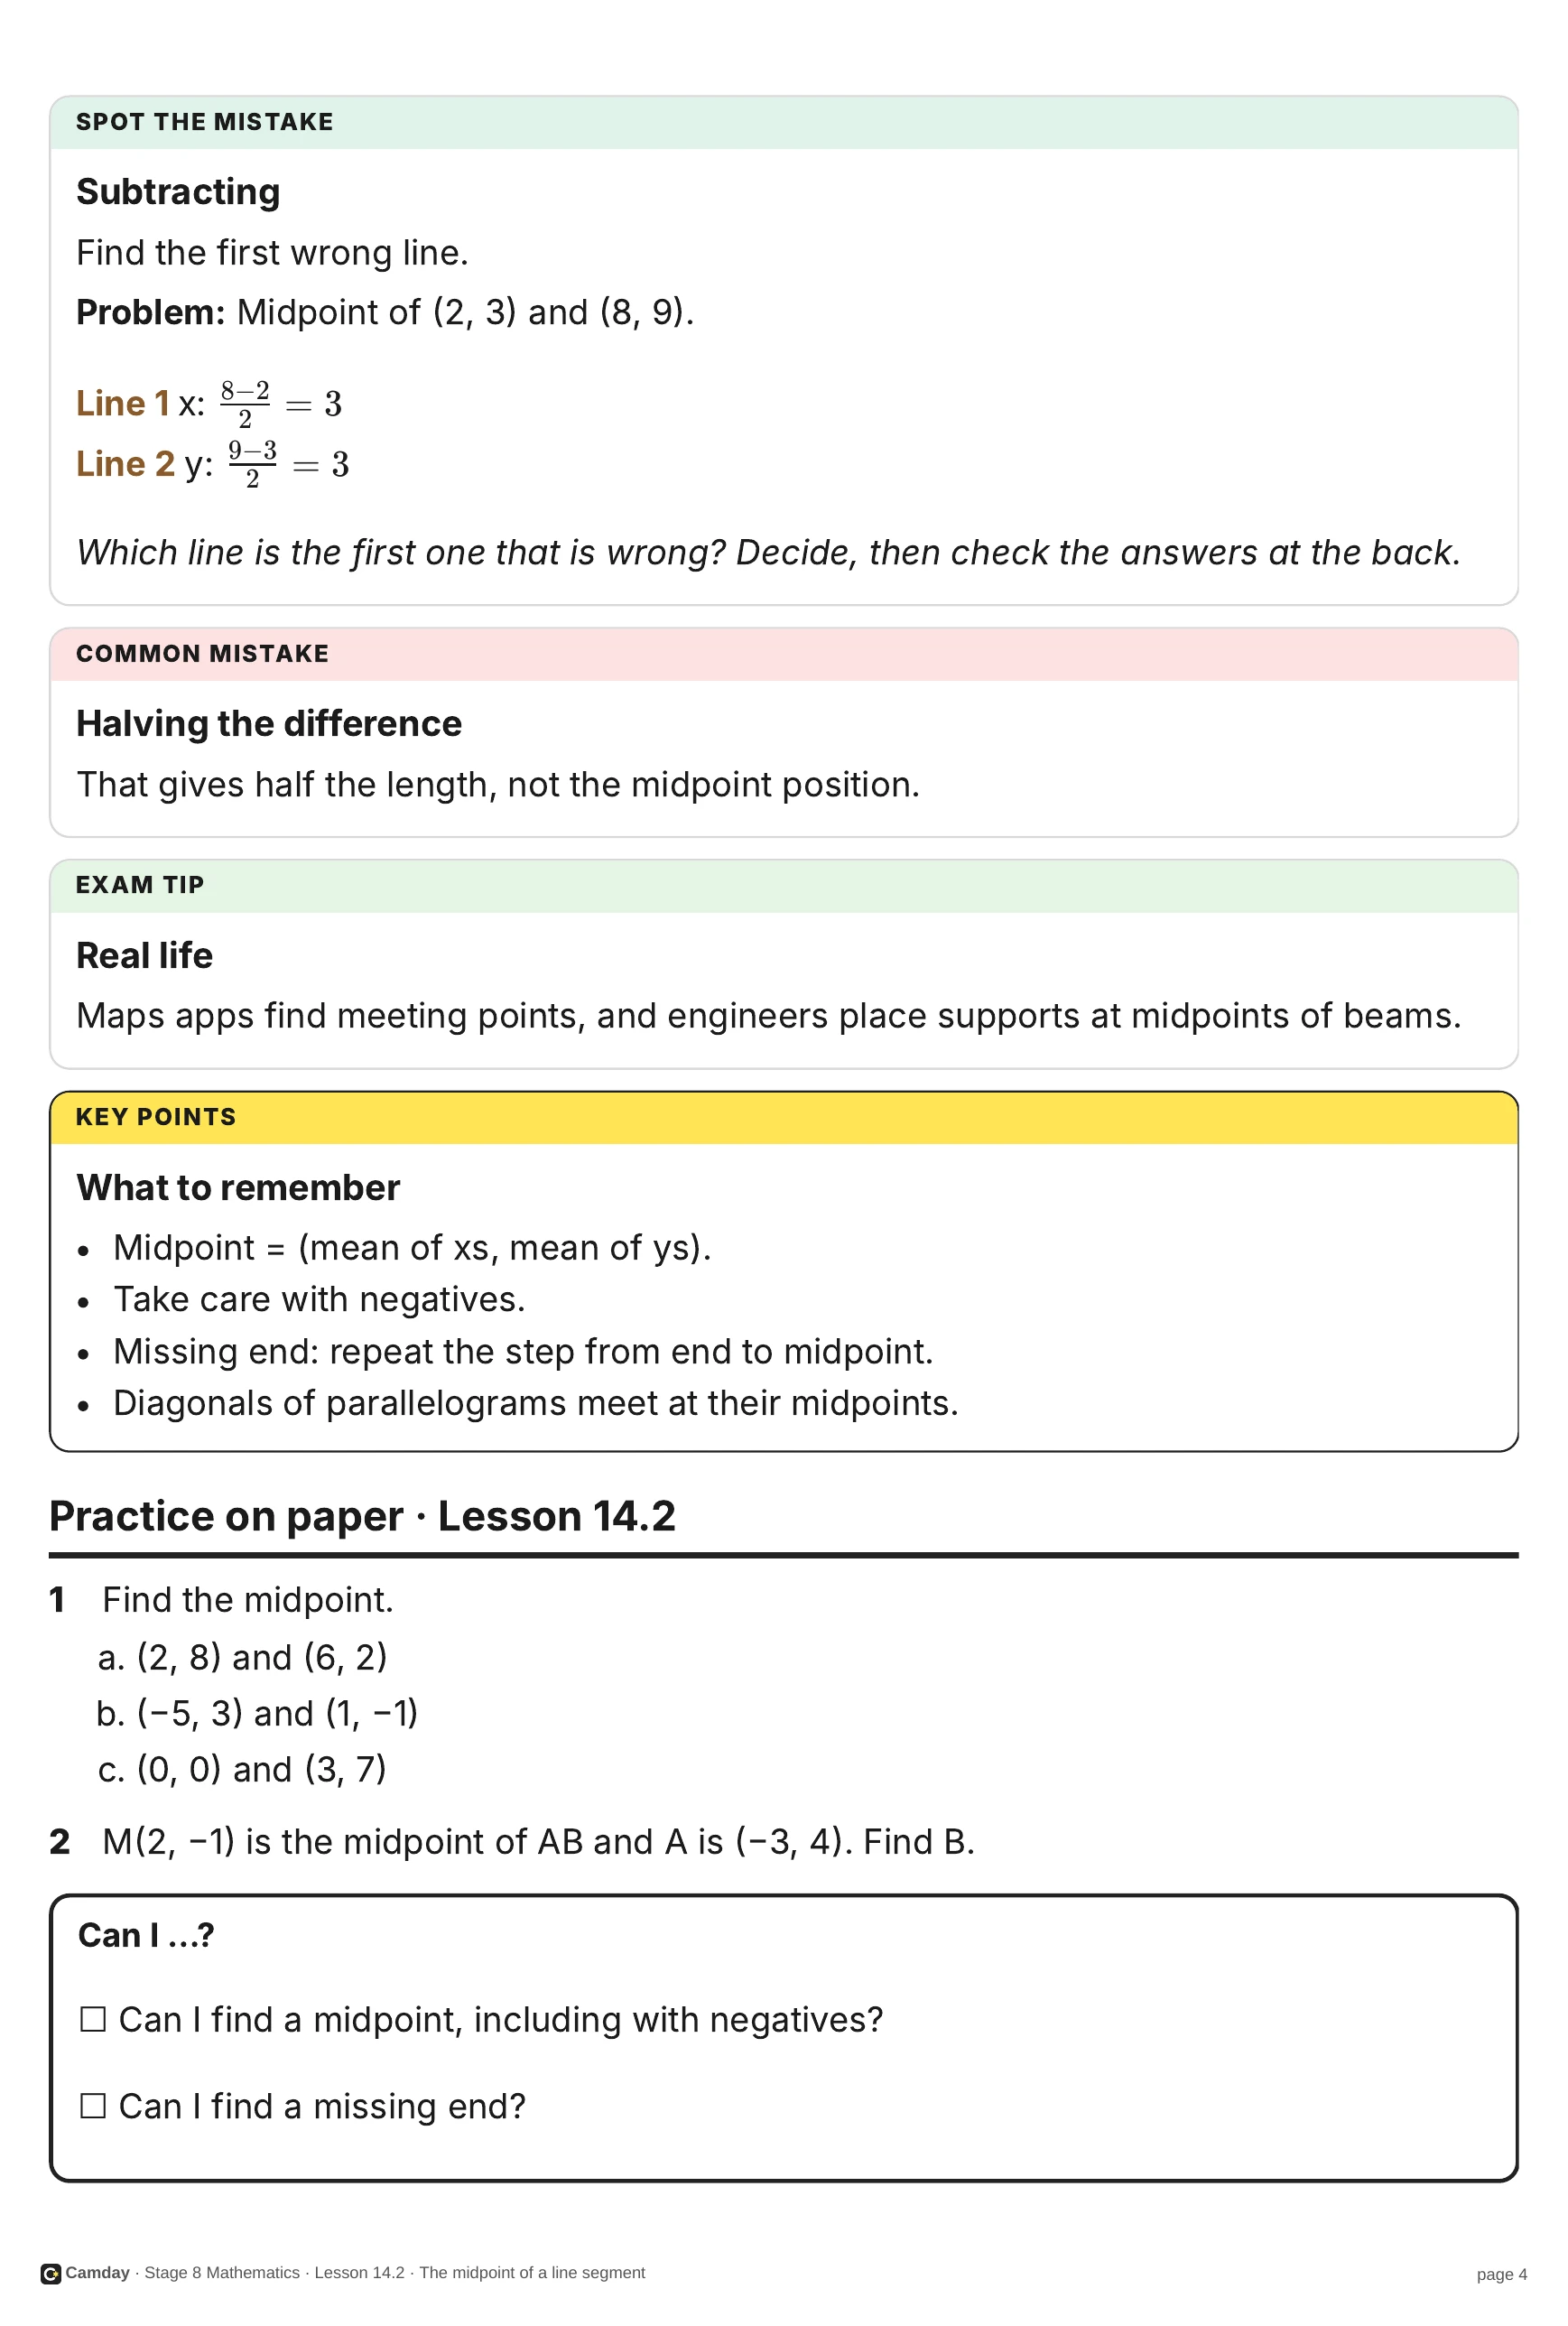 SPOT THE MISTAKE
Subtracting
Find the first wrong line.
Problem: Midpoint of (2, 3) and (8, 9).
Line 1 x: \frac{8−2}{2} = 3
Line 2 y: \frac{9−3}{2} = 3
Which line is the first one that is wrong? Decide, then check the answers at the back.
COMMON MISTAKE
Halving the difference
That gives half the length, not the midpoint position.
EXAM TIP
Real life
Maps apps find meeting points, and engineers place supports at midpoints of beams.
KEY POINTS
What to remember
• Midpoint = (mean of xs, mean of ys).
• Take care with negatives.
• Missing end: repeat the step from end to midpoint.
• Diagonals of parallelograms meet at their midpoints.
Practice on paper · Lesson 14.2
1 Find the midpoint.
a. (2, 8) and (6, 2)
b. (−5, 3) and (1, −1)
c. (0, 0) and (3, 7)
2 M(2, −1) is the midpoint of AB and A is (−3, 4). Find B.
Can I ...?
☐ Can I find a midpoint, including with negatives?
☐ Can I find a missing end?
Camday · Stage 8 Mathematics · Lesson 14.2 · The midpoint of a line segment
page 4